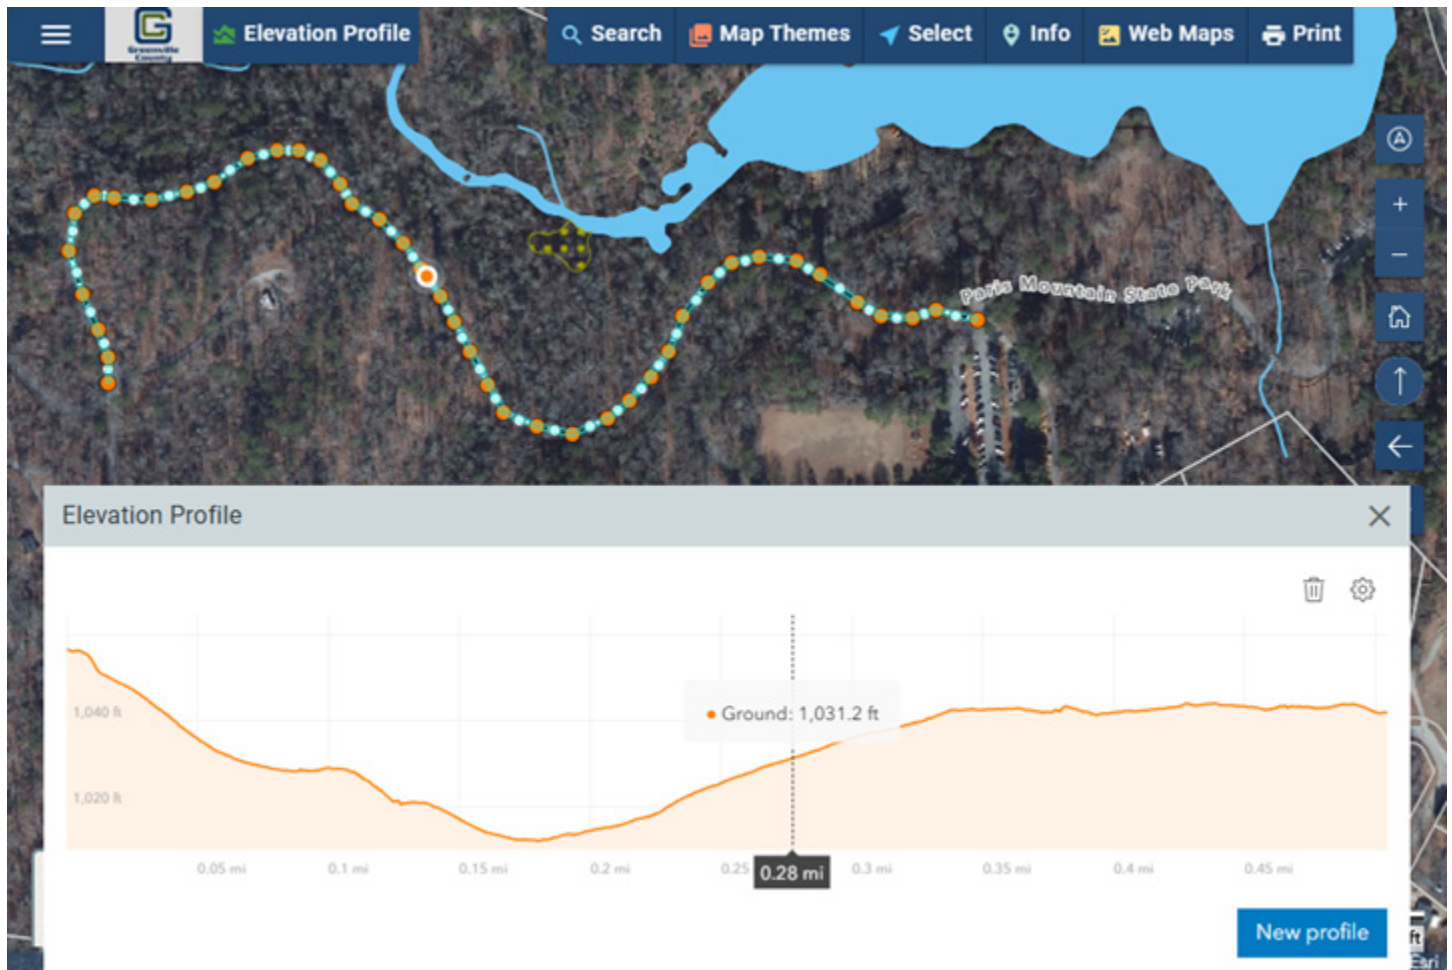 Greenville
County
Elevation Profile
Search
Map Themes
Select
Info
Web Maps
Print
Paris Mountain State Park
Elevation Profile
1,040 ft
1,020 ft
Ground: 1,031.2 ft
0.05 mi
0.1 mi
0.15 mi
0.2 mi
0.25
0.28 mi
0.3 mi
0.35 mi
0.4 mi
0.45 mi
New profile
ft
Esri